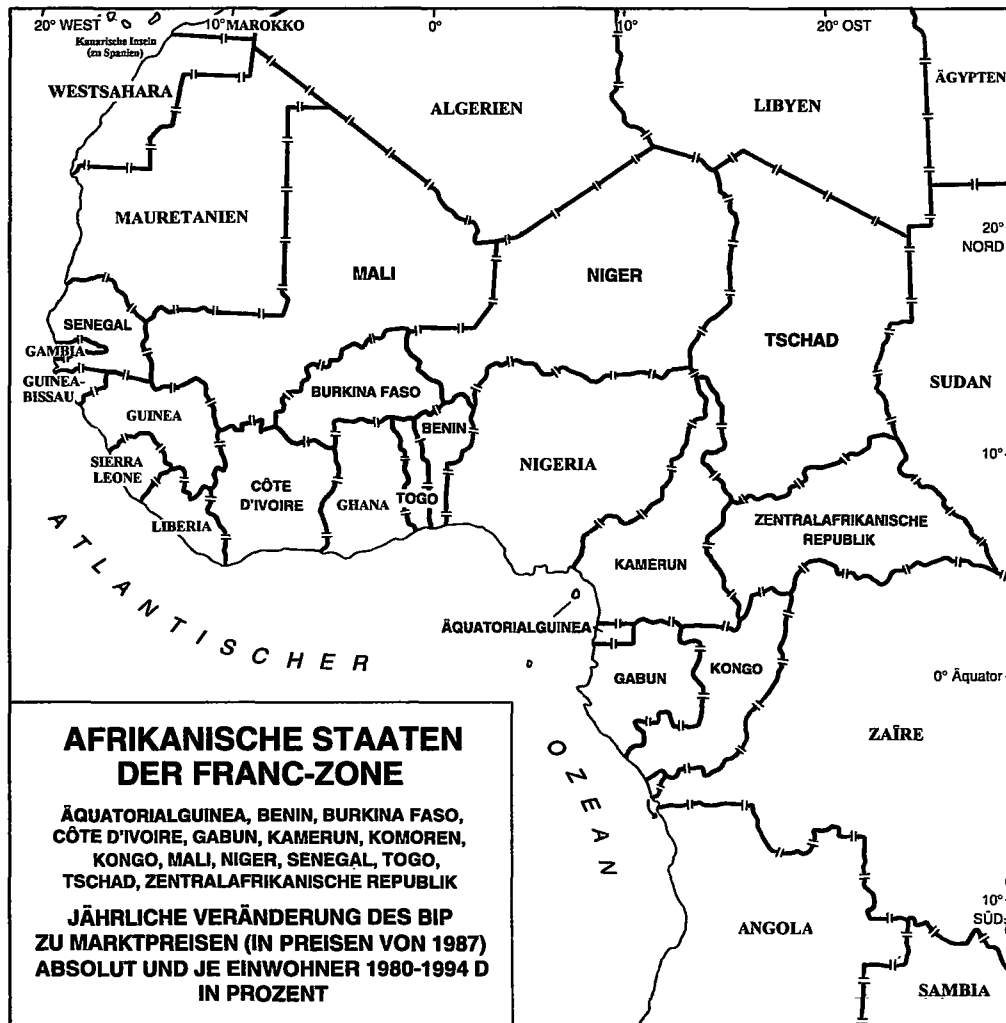 20° WEST
10°
MAROKKO
0°
10°
20° OST
Kanarische Inseln
(zu Spanien)
WESTSAHARA
ALGERIEN
LIBYEN
ÄGYPTEN
MAURETANIEN
20°
NORD
MALI
NIGER
SENEGAL
TSCHAD
GAMBIA
GUINEA-
BISSAU
BURKINA FASO
SUDAN
GUINEA
BENIN
10°
SIERRA
LEONE
CÔTE
D'IVOIRE
GHANA
TOGO
NIGERIA
LIBERIA
ZENTRALAFRIKANISCHE
REPUBLIK
KAMERUN
ATLANTISCHER
ÄQUATORIALGUINEA
GABUN
KONGO
0° Äquator
ZAÏRE
OZEAN
AFRIKANISCHE STAATEN
DER FRANC-ZONE
ÄQUATORIALGUINEA, BENIN, BURKINA FASO,
CÔTE D'IVOIRE, GABUN, KAMERUN, KOMOREN,
KONGO, MALI, NIGER, SENEGAL, TOGO,
TSCHAD, ZENTRALAFRIKANISCHE REPUBLIK
JÄHRLICHE VERÄNDERUNG DES BIP
ZU MARKTPREISEN (IN PREISEN VON 1987)
ABSOLUT UND JE EINWOHNER 1980-1994 D
IN PROZENT
10°
SÜD
ANGOLA
SAMBIA